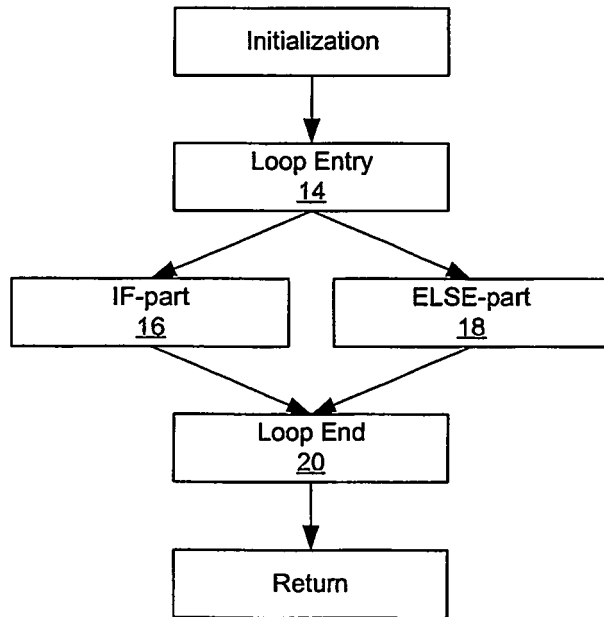 Initialization
Loop Entry
14
IF-part
16
ELSE-part
18
Loop End
20
Return